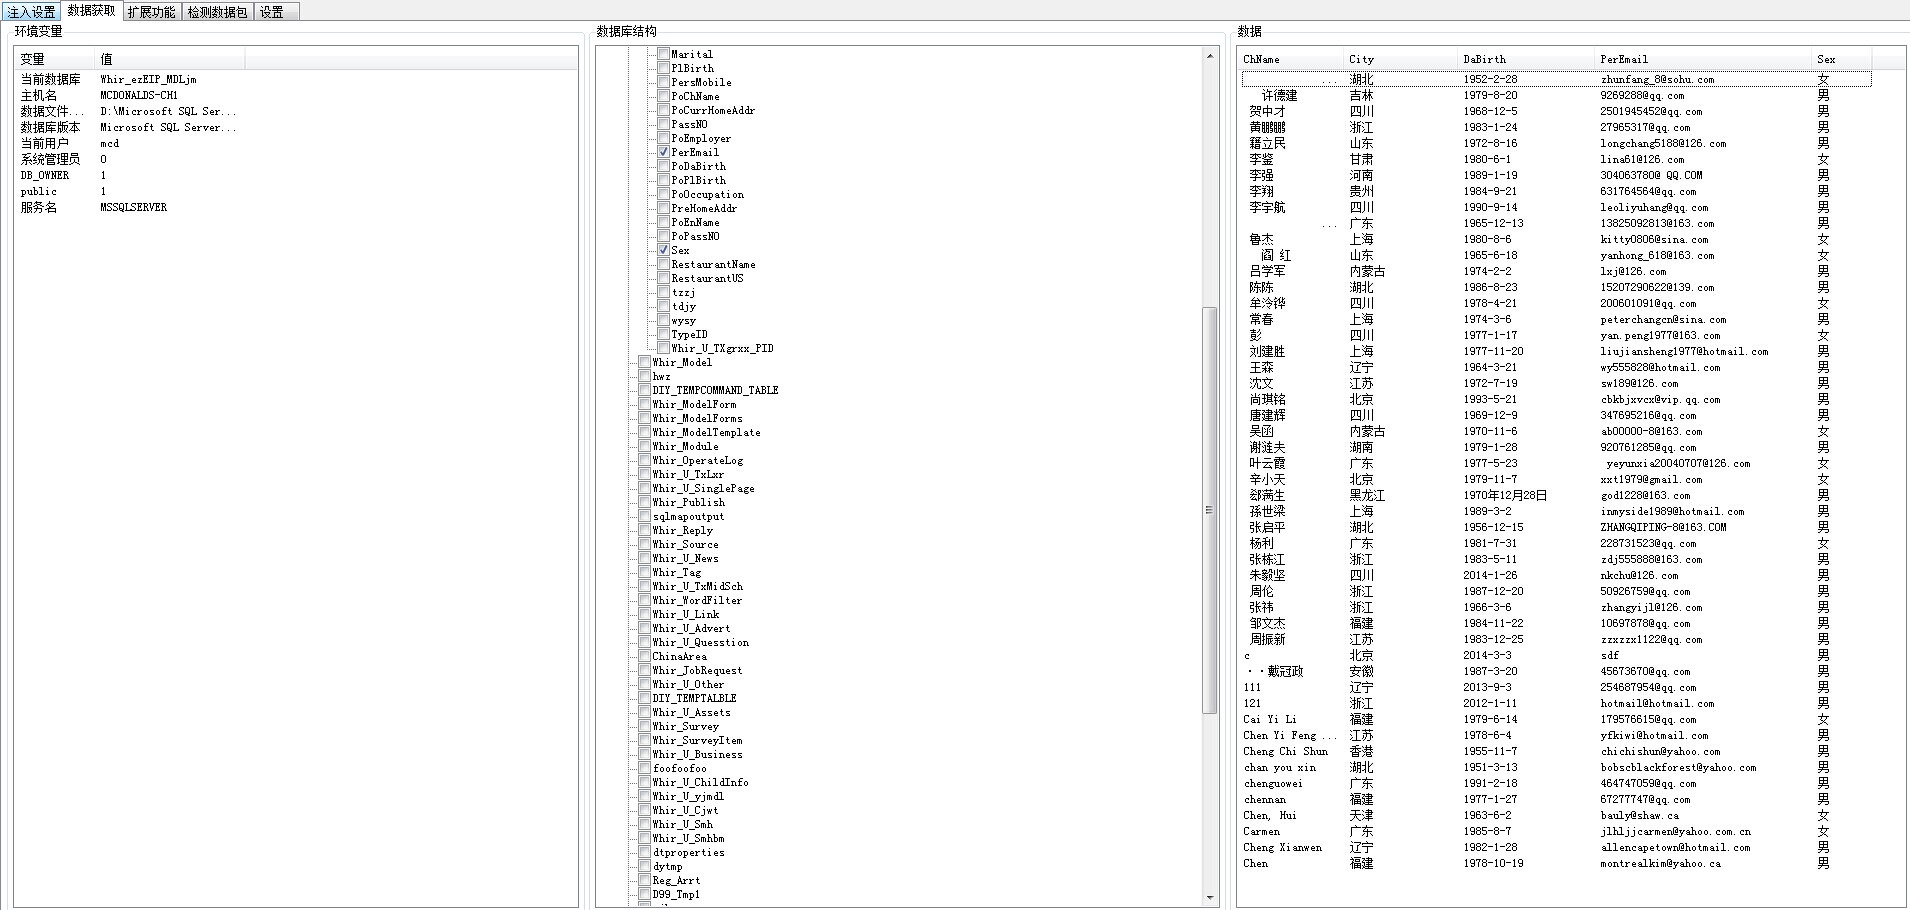 注入设置 数据获取 扩展功能 检测数据包 设置
环境变量
变量 值
当前数据库 Whir_ezEIP_MDLjm
主机名 MCDONALDS-CH1
数据文件... D:\Microsoft SQL Ser...
数据库版本 Microsoft SQL Server...
当前用户 mcd
系统管理员 0
DB_OWNER 1
public 1
服务名 MSSQLSERVER
数据库结构
Marital
PlBirth
PersMobile
PoChName
PoCurrHomeAddr
PassNO
PoEmployer
PerEmail
PoDaBirth
PoPlBirth
PoOccupation
PreHomeAddr
PoEnName
PoPassNO
Sex
RestaurantName
RestaurantUS
tzzj
tdjy
wysy
TypeID
Whir_U_TXgrxx_PID
Whir_Model
hwz
DIY_TEMPCOMMAND_TABLE
Whir_ModelForm
Whir_ModelForms
Whir_ModelTemplate
Whir_Module
Whir_OperateLog
Whir_U_TxLxr
Whir_U_SinglePage
Whir_Publish
sqlmapoutput
Whir_Reply
Whir_Source
Whir_U_News
Whir_Tag
Whir_U_TxMidSch
Whir_WordFilter
Whir_U_Link
Whir_U_Advert
Whir_U_Quesstion
ChinaArea
Whir_JobRequest
Whir_U_Other
DIY_TEMPTALBLE
Whir_U_Assets
Whir_Survey
Whir_SurveyItem
Whir_U_Business
foofoofoo
Whir_U_ChildInfo
Whir_U_yjmdl
Whir_U_Cjwt
Whir_U_Smh
Whir_U_Smhbm
dtproperties
dytmp
Reg_Arrt
D99_Tmp1
数据
ChName City DaBirth PerEmail Sex
... 湖北 1952-2-28 zhunfang_8@sohu.com 女
许德建 吉林 1979-8-20 9269288@qq.com 男
贺中才 四川 1968-12-5 2501945452@qq.com 男
黄鹏鹏 浙江 1983-1-24 27965317@qq.com 男
籍立民 山东 1972-8-16 longchang5188@126.com 男
李鉴 甘肃 1980-6-1 lina61@126.com 女
李强 河南 1989-1-19 304063780@ QQ.COM 男
李翔 贵州 1984-9-21 631764564@qq.com 男
李宇航 四川 1990-9-14 leoliyuhang@qq.com 男
... 广东 1965-12-13 13825092813@163.com 男
鲁杰 上海 1980-8-6 kitty0806@sina.com 女
阎 红 山东 1965-6-18 yanhong_618@163.com 女
吕学军 内蒙古 1974-2-2 lxj@126.com 男
陈陈 湖北 1986-8-23 15207290622@139.com 男
牟泠铧 四川 1978-4-21 200601091@qq.com 女
常春 上海 1974-3-6 peterchangcn@sina.com 男
彭 四川 1977-1-17 yan.peng1977@163.com 女
刘建胜 上海 1977-11-20 liujiansheng1977@hotmail.com 男
王森 辽宁 1964-3-21 wy555828@hotmail.com 男
沈文 江苏 1972-7-19 sw189@126.com 男
尚琪铭 北京 1993-5-21 cbkbjxvcx@vip.qq.com 男
唐建辉 四川 1969-12-9 347695216@qq.com 男
吴函 内蒙古 1970-11-6 ab00000-8@163.com 女
谢涟夫 湖南 1979-1-28 920761285@qq.com 男
叶云霞 广东 1977-5-23 yeyunxia20040707@126.com 女
辛小天 北京 1979-11-7 xxt1979@gmail.com 女
郄满生 黑龙江 1970年12月28日 god1228@163.com 男
孫世梁 上海 1989-3-2 inmyside1989@hotmail.com 男
张启平 湖北 1956-12-15 ZHANGQIPING-8@163.COM 男
杨利 广东 1981-7-31 228731523@qq.com 女
张栋江 浙江 1983-5-11 zdj555888@163.com 男
朱毅坚 四川 2014-1-26 nkchu@126.com 男
周伦 浙江 1987-12-20 50926759@qq.com 男
张祎 浙江 1966-3-6 zhangyijl@126.com 男
邹文杰 福建 1984-11-22 10697878@qq.com 男
周振新 江苏 1983-12-25 zzxzzx1122@qq.com 男
c 北京 2014-3-3 sdf 男
··戴冠政 安徽 1987-3-20 45673670@qq.com 男
111 辽宁 2013-9-3 254687954@qq.com 男
121 浙江 2012-1-11 hotmail@hotmail.com 男
Cai Yi Li 福建 1979-6-14 179576615@qq.com 女
Chen Yi Feng ... 江苏 1978-6-4 yfkiwi@hotmail.com 男
Cheng Chi Shun 香港 1955-11-7 chichishun@yahoo.com 男
chan you xin 湖北 1951-3-13 bobscblackforest@yahoo.com 男
chenguowei 广东 1991-2-18 464747059@qq.com 男
chennan 福建 1977-1-27 67277747@qq.com 男
Chen, Hui 天津 1963-6-2 bauly@shaw.ca 女
Carmen 广东 1985-8-7 jlhljjcarmen@yahoo.com.cn 女
Cheng Xianwen 辽宁 1982-1-28 allencapetown@hotmail.com 男
Chen 福建 1978-10-19 montrealkim@yahoo.ca 男